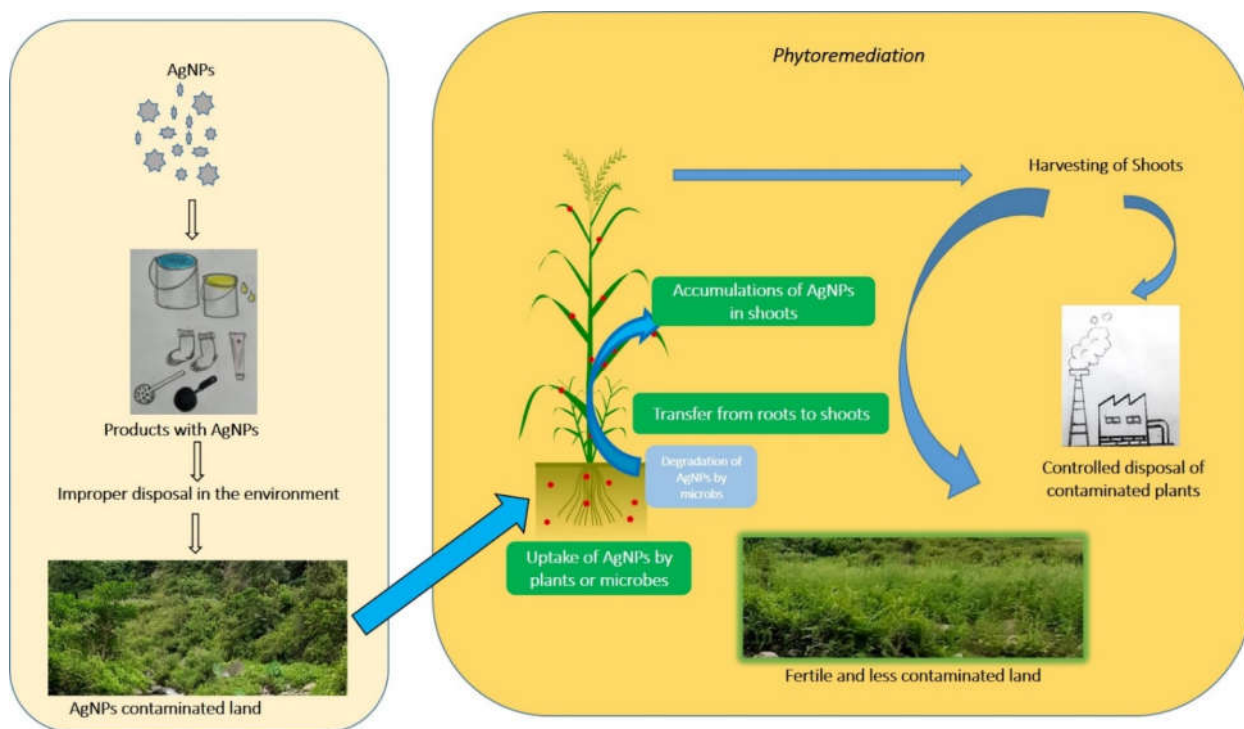 AgNPs
Products with AgNPs
Improper disposal in the environment
AgNPs contaminated land
Phytoremediation
Harvesting of Shoots
Accumulations of AgNPs
in shoots
Transfer from roots to shoots
Degradation of
AgNPs by
microbs
Uptake of AgNPs by
plants or microbes
Controlled disposal of
contaminated plants
Fertile and less contaminated land